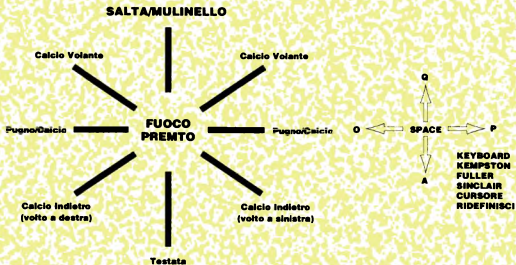 SALTA/MULINELLO
Calcio Volante
Calcio Volante
Pugno/Calcio
FUOCO
PREMTO
Pugno/Calcio
Calcio Indietro
(volto a destra)
Calcio Indietro
(volto a sinistra)
Testata
Q
O
SPACE
P
A
KEYBOARD
KEMPSTON
FULLER
SINCLAIR
CURSORE
RIDEFINISCI